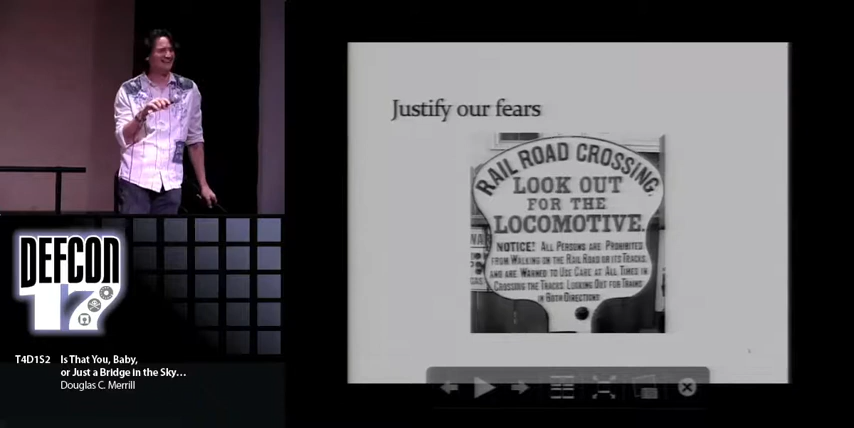 Justify our fears
RAIL ROAD CROSSING.
LOOK OUT
FOR THE
LOCOMOTIVE.
NOTICE! ALL PERSONS ARE PROHIBITED
FROM WALKING ON THE RAIL ROAD OR ITS TRACKS,
AND ARE WARNED TO USE CARE AT ALL TIMES IN
CROSSING THE TRACKS. LOOKING OUT FOR TRAINS
IN BOTH DIRECTIONS
DEFCON
17
T4D1S2 Is That You, Baby,
or Just a Bridge in the Sky...
Douglas C. Merrill